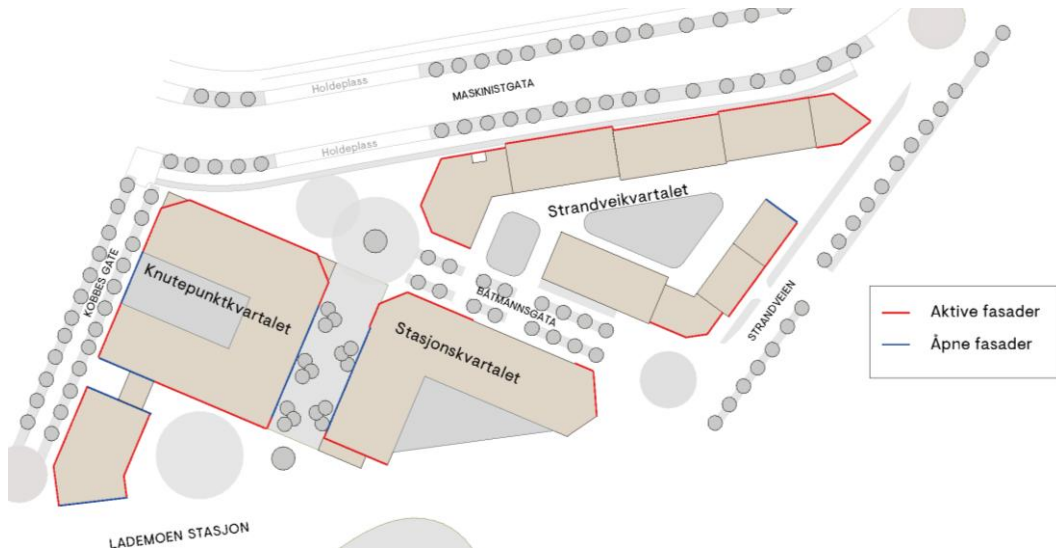 Holdeplass
MASKINISTGATA
Holdeplass
Strandveikvartalet
KOBBES GATE
Knutepunktkvartalet
BÅTMANNSGATA
STRANDVEIEN
Stasjonskvartalet
Aktive fasader
Åpne fasader
LADEMOEN STASJON